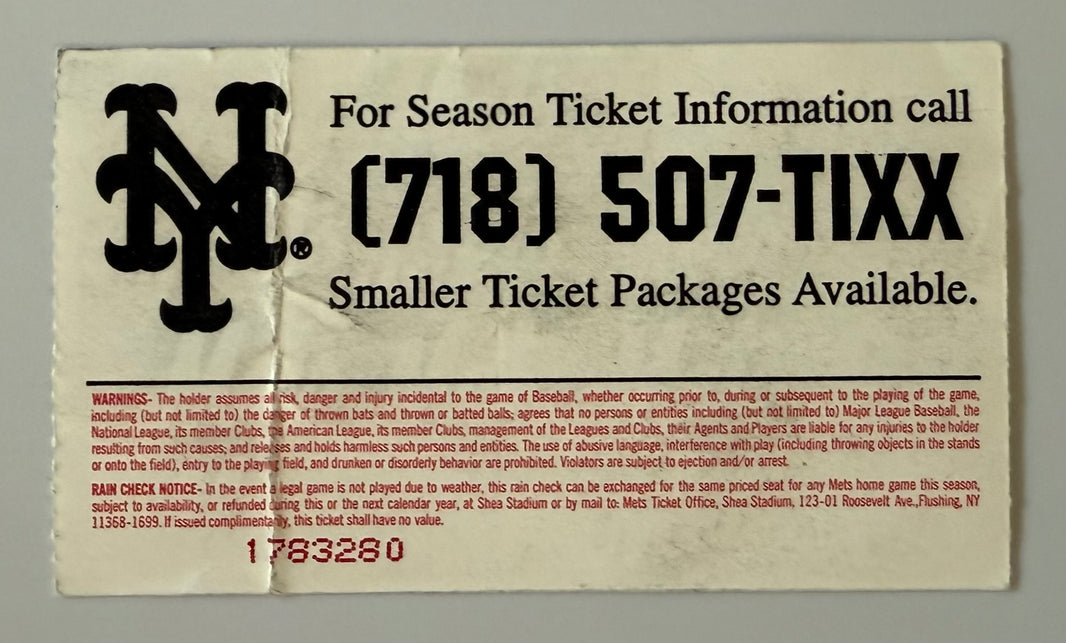 NY®
For Season Ticket Information call
(718) 507-TIXX
Smaller Ticket Packages Available.
WARNINGS- The holder assumes all risk, danger and injury incidental to the game of Baseball, whether occurring prior to, during or subsequent to the playing of the game,
including (but not limited to) the danger of thrown bats and thrown or batted balls; agrees that no persons or entities including (but not limited to) Major League Baseball, the
National League, its member Clubs, the American League, its member Clubs, management of the Leagues and Clubs, their Agents and Players are liable for any injuries to the holder
resulting from such causes; and releases and holds harmless such persons and entities. The use of abusive language, interference with play (including throwing objects in the stands
or onto the field), entry to the playing field, and drunken or disorderly behavior are prohibited. Violators are subject to ejection and/or arrest.
RAIN CHECK NOTICE- In the event a legal game is not played due to weather, this rain check can be exchanged for the same priced seat for any Mets home game this season,
subject to availability, or refunded during this or the next calendar year, at Shea Stadium or by mail to: Mets Ticket Office, Shea Stadium, 123-01 Roosevelt Ave.,Flushing, NY
11368-1699. If issued complimentarily, this ticket shall have no value.
1783280